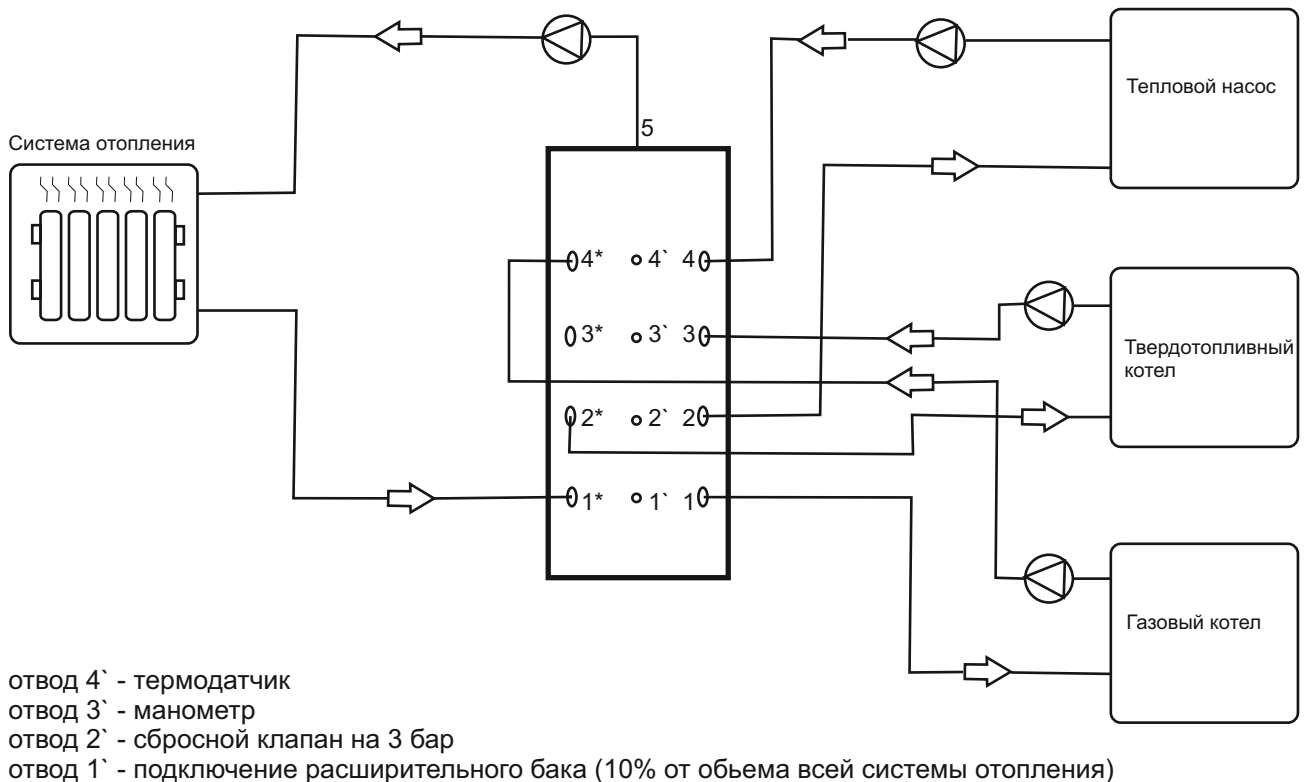 Тепловой насос
5
Система отопления
4* 4` 4
3* 3` 3
Твердотопливный
котел
2* 2` 2
1* 1` 1
Газовый котел
отвод 4` - термодатчик
отвод 3` - манометр
отвод 2` - сбросной клапан на 3 бар
отвод 1` - подключение расширительного бака (10% от обьема всей системы отопления)